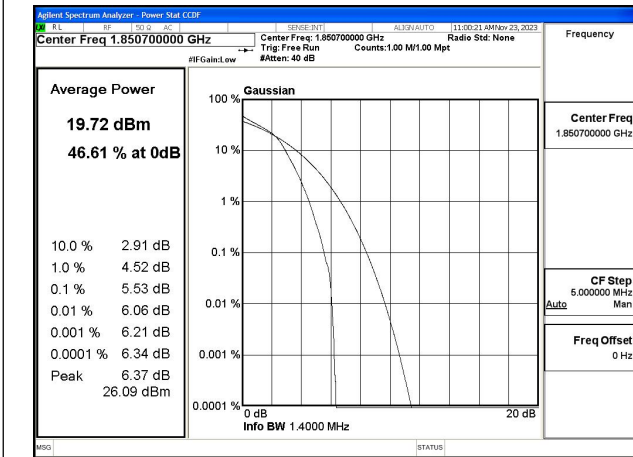 Agilent Spectrum Analyzer - Power Stat CCDF
RL RF 50 Ω AC SENSE:INT ALIGN AUTO 11:00:21 AM Nov 23, 2023
Center Freq 1.850700000 GHz
Center Freq: 1.850700000 GHz Radio Std: None
Trig: Free Run Counts:1.00 M/1.00 Mpt
#IFGain:Low #Atten: 40 dB
Average Power
19.72 dBm
46.61 % at 0dB
10.0 % 2.91 dB
1.0 % 4.52 dB
0.1 % 5.53 dB
0.01 % 6.06 dB
0.001 % 6.21 dB
0.0001 % 6.34 dB
Peak 6.37 dB
26.09 dBm
Gaussian
100 %
10 %
1 %
0.1 %
0.01 %
0.001 %
0.0001 %
0 dB 20 dB
Info BW 1.4000 MHz
Frequency
Center Freq
1.850700000 GHz
CF Step
5.000000 MHz
Auto Man
Freq Offset
0 Hz
MSG STATUS